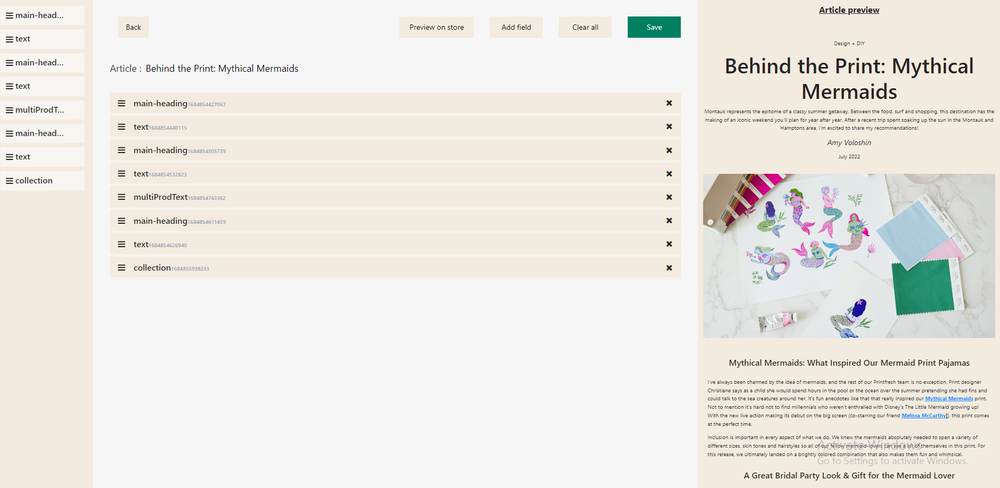 main-head...
text
main-head...
text
multiProdT...
main-head...
text
collection
Back
Preview on store
Add field
Clear all
Save
Article : Behind the Print: Mythical Mermaids
main-heading1684854427067
text1684854440115
main-heading1684854505739
text1684854532823
multiProdText1684854743362
main-heading1684854611459
text1684854626940
collection1684855938233
Article preview
Design + DIY
Behind the Print: Mythical
Mermaids
Montauk represents the epitome of a classy summer getaway. Between the food, surf and shopping, this destination has the
making of an iconic weekend you'll plan for year after year. After a recent trip spent soaking up the sun in the Montauk and
Hamptons area, I'm excited to share my recommendations!
Amy Voloshin
July 2022
Mythical Mermaids: What Inspired Our Mermaid Print Pajamas
I've always been charmed by the idea of mermaids, and the rest of our Printfresh team is no exception. Print designer
Christiane says as a child she would spend hours in the pool or the ocean over the summer pretending she had fins and
could talk to the sea creatures around her. It's fun anecdotes like that that really inspired our Mythical Mermaids print.
Not to mention it's hard not to find millennials who weren't enthralled with Disney's The Little Mermaid growing up!
With the new live action making its debut on the big screen (co-starring our friend Melissa McCarthy!), this print comes
at the perfect time.
Inclusion is important in every aspect of what we do. We knew the mermaids absolutely needed to span a variety of
different sizes, skin tones and hairstyles so all of our themselves in this print. For
this release, we ultimately landed on a brightly colored combination that also makes them fun and whimsical.
Activate Windows
Go to Settings to activate Windows.
A Great Bridal Party Look & Gift for the Mermaid Lover